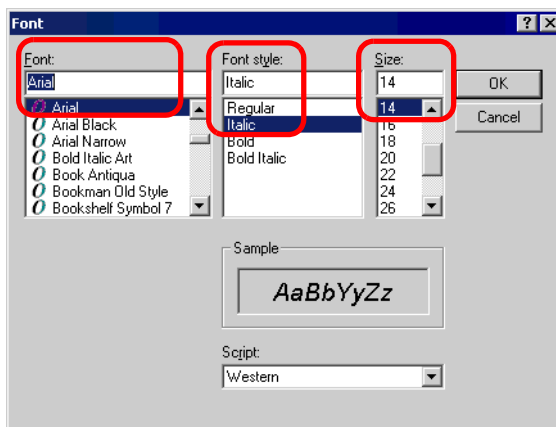 Font
Font: Font style: Size:
Arial Italic 14 OK
Arial Regular 14 Cancel
Arial Black Italic 16
Arial Narrow Bold 18
Bold Italic Art Bold Italic 20
Book Antiqua 22
Bookman Old Style 24
Bookshelf Symbol 7 26
Sample
AaBbYyZz
Script:
Western